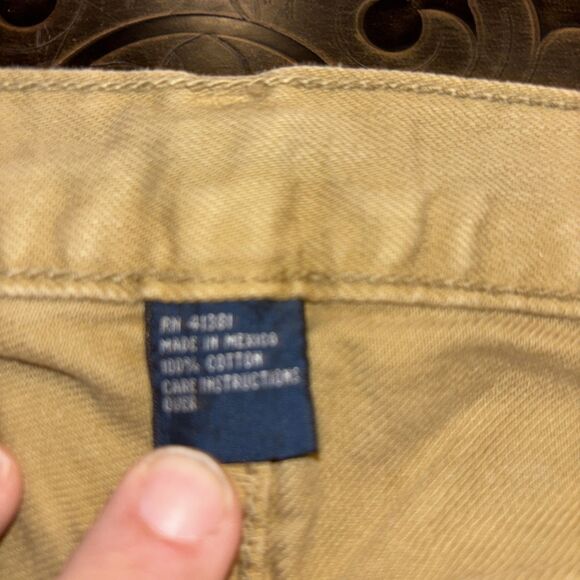 RN 41381
MADE IN MEXICO
100% COTTON
CARE INSTRUCTIONS
OVER